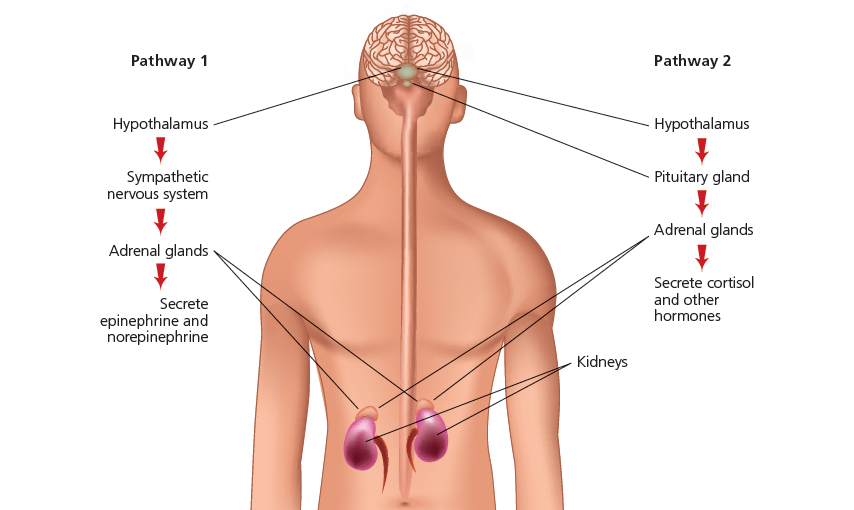 Pathway 1
Hypothalamus
Sympathetic
nervous system
Adrenal glands
Secrete
epinephrine and
norepinephrine
Pathway 2
Hypothalamus
Pituitary gland
Adrenal glands
Secrete cortisol
and other
hormones
Kidneys